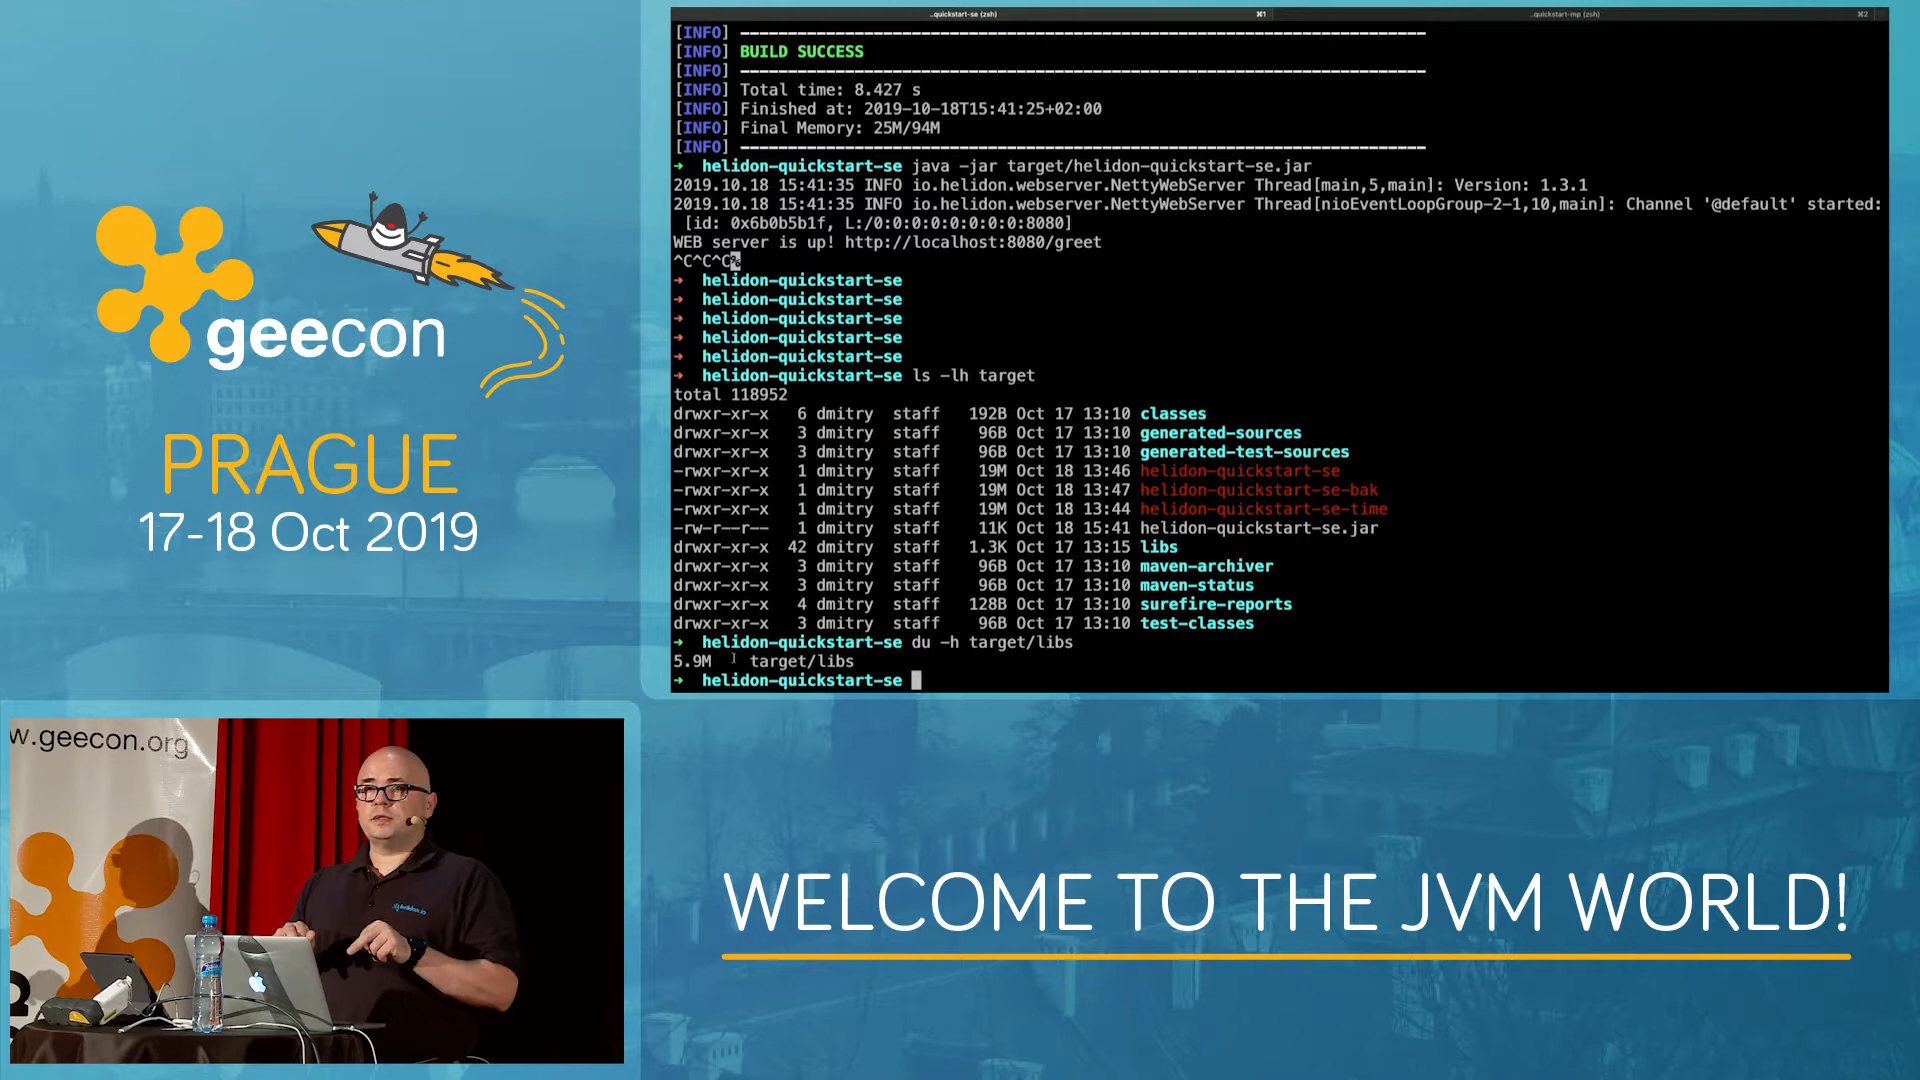 geecon
PRAGUE
17-18 Oct 2019
..quickstart-se (zsh) ⌘1 ..quickstart-mp (zsh) ⌘2
[INFO] ------------------------------------------------------------------------
[INFO] BUILD SUCCESS
[INFO] ------------------------------------------------------------------------
[INFO] Total time: 8.427 s
[INFO] Finished at: 2019-10-18T15:41:25+02:00
[INFO] Final Memory: 25M/94M
[INFO] ------------------------------------------------------------------------
➜  helidon-quickstart-se java -jar target/helidon-quickstart-se.jar
2019.10.18 15:41:35 INFO io.helidon.webserver.NettyWebServer Thread[main,5,main]: Version: 1.3.1
2019.10.18 15:41:35 INFO io.helidon.webserver.NettyWebServer Thread[nioEventLoopGroup-2-1,10,main]: Channel '@default' started:
[id: 0x6b0b5b1f, L:/0:0:0:0:0:0:0:0:8080]
WEB server is up! http://localhost:8080/greet
^C^C^C%
➜  helidon-quickstart-se
➜  helidon-quickstart-se
➜  helidon-quickstart-se
➜  helidon-quickstart-se
➜  helidon-quickstart-se
➜  helidon-quickstart-se ls -lh target
total 118952
drwxr-xr-x  6 dmitry  staff   192B Oct 17 13:10 classes
drwxr-xr-x  3 dmitry  staff    96B Oct 17 13:10 generated-sources
drwxr-xr-x  3 dmitry  staff    96B Oct 17 13:10 generated-test-sources
-rwxr-xr-x  1 dmitry  staff    19M Oct 18 13:46 helidon-quickstart-se
-rwxr-xr-x  1 dmitry  staff    19M Oct 18 13:47 helidon-quickstart-se-bak
-rwxr-xr-x  1 dmitry  staff    19M Oct 18 13:44 helidon-quickstart-se-time
-rw-r--r--  1 dmitry  staff    11K Oct 18 15:41 helidon-quickstart-se.jar
drwxr-xr-x  42 dmitry  staff   1.3K Oct 17 13:15 libs
drwxr-xr-x  3 dmitry  staff    96B Oct 17 13:10 maven-archiver
drwxr-xr-x  3 dmitry  staff    96B Oct 17 13:10 maven-status
drwxr-xr-x  4 dmitry  staff   128B Oct 17 13:10 surefire-reports
drwxr-xr-x  3 dmitry  staff    96B Oct 17 13:10 test-classes
➜  helidon-quickstart-se du -h target/libs
5.9M    target/libs
➜  helidon-quickstart-se
w.geecon.org
helidon.io
WELCOME TO THE JVM WORLD!